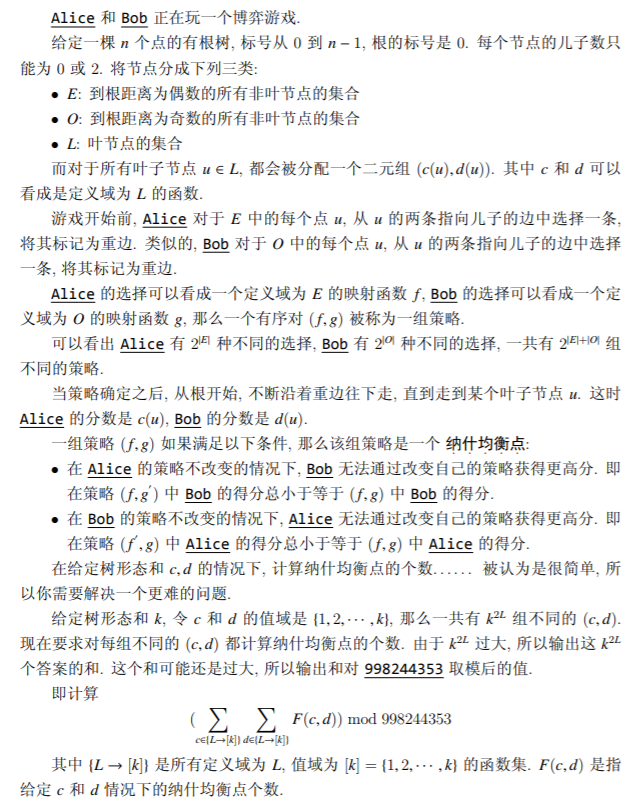 Alice 和 Bob 正在玩一个博弈游戏.
给定一棵 n 个点的有根树, 标号从 0 到 n − 1, 根的标号是 0. 每个节点的儿子数只
能为 0 或 2. 将节点分成下列三类:
• E: 到根距离为偶数的所有非叶节点的集合
• O: 到根距离为奇数的所有非叶节点的集合
• L: 叶节点的集合
而对于所有叶子节点 u ∈ L, 都会被分配一个二元组 (c(u), d(u)). 其中 c 和 d 可以
看成是定义域为 L 的函数.
游戏开始前, Alice 对于 E 中的每个点 u, 从 u 的两条指向儿子的边中选择一条,
将其标记为重边. 类似的, Bob 对于 O 中的每个点 u, 从 u 的两条指向儿子的边中选择
一条, 将其标记为重边.
Alice 的选择可以看成一个定义域为 E 的映射函数 f, Bob 的选择可以看成一个定
义域为 O 的映射函数 g, 那么一个有序对 (f, g) 被称为一组策略.
可以看出 Alice 有 2^{|E|} 种不同的选择, Bob 有 2^{|O|} 种不同的选择, 一共有 2^{|E|+|O|} 组
不同的策略.
当策略确定之后, 从根开始, 不断沿着重边往下走, 直到走到某个叶子节点 u. 这时
Alice 的分数是 c(u), Bob 的分数是 d(u).
一组策略 (f, g) 如果满足以下条件, 那么该组策略是一个 纳什均衡点:
• 在 Alice 的策略不改变的情况下, Bob 无法通过改变自己的策略获得更高分. 即
在策略 (f, g′) 中 Bob 的得分总小于等于 (f, g) 中 Bob 的得分.
• 在 Bob 的策略不改变的情况下, Alice 无法通过改变自己的策略获得更高分. 即
在策略 (f′, g) 中 Alice 的得分总小于等于 (f, g) 中 Alice 的得分.
在给定树形态和 c, d 的情况下, 计算纳什均衡点的个数...... 被认为是很简单, 所
以你需要解决一个更难的问题.
给定树形态和 k, 令 c 和 d 的值域是 {1, 2, ⋯ , k}, 那么一共有 k^{2L} 组不同的 (c, d).
现在要求对每组不同的 (c, d) 都计算纳什均衡点的个数. 由于 k^{2L} 过大, 所以输出这 k^{2L}
个答案的和. 这个和可能还是过大, 所以输出和对 998244353 取模后的值.
即计算
( ∑_{c∈{L→[k]}} ∑_{d∈{L→[k]}} F(c, d)) mod 998244353
其中 {L → [k]} 是所有定义域为 L, 值域为 [k] = {1, 2, ⋯ , k} 的函数集. F(c, d) 是指
给定 c 和 d 情况下的纳什均衡点个数.